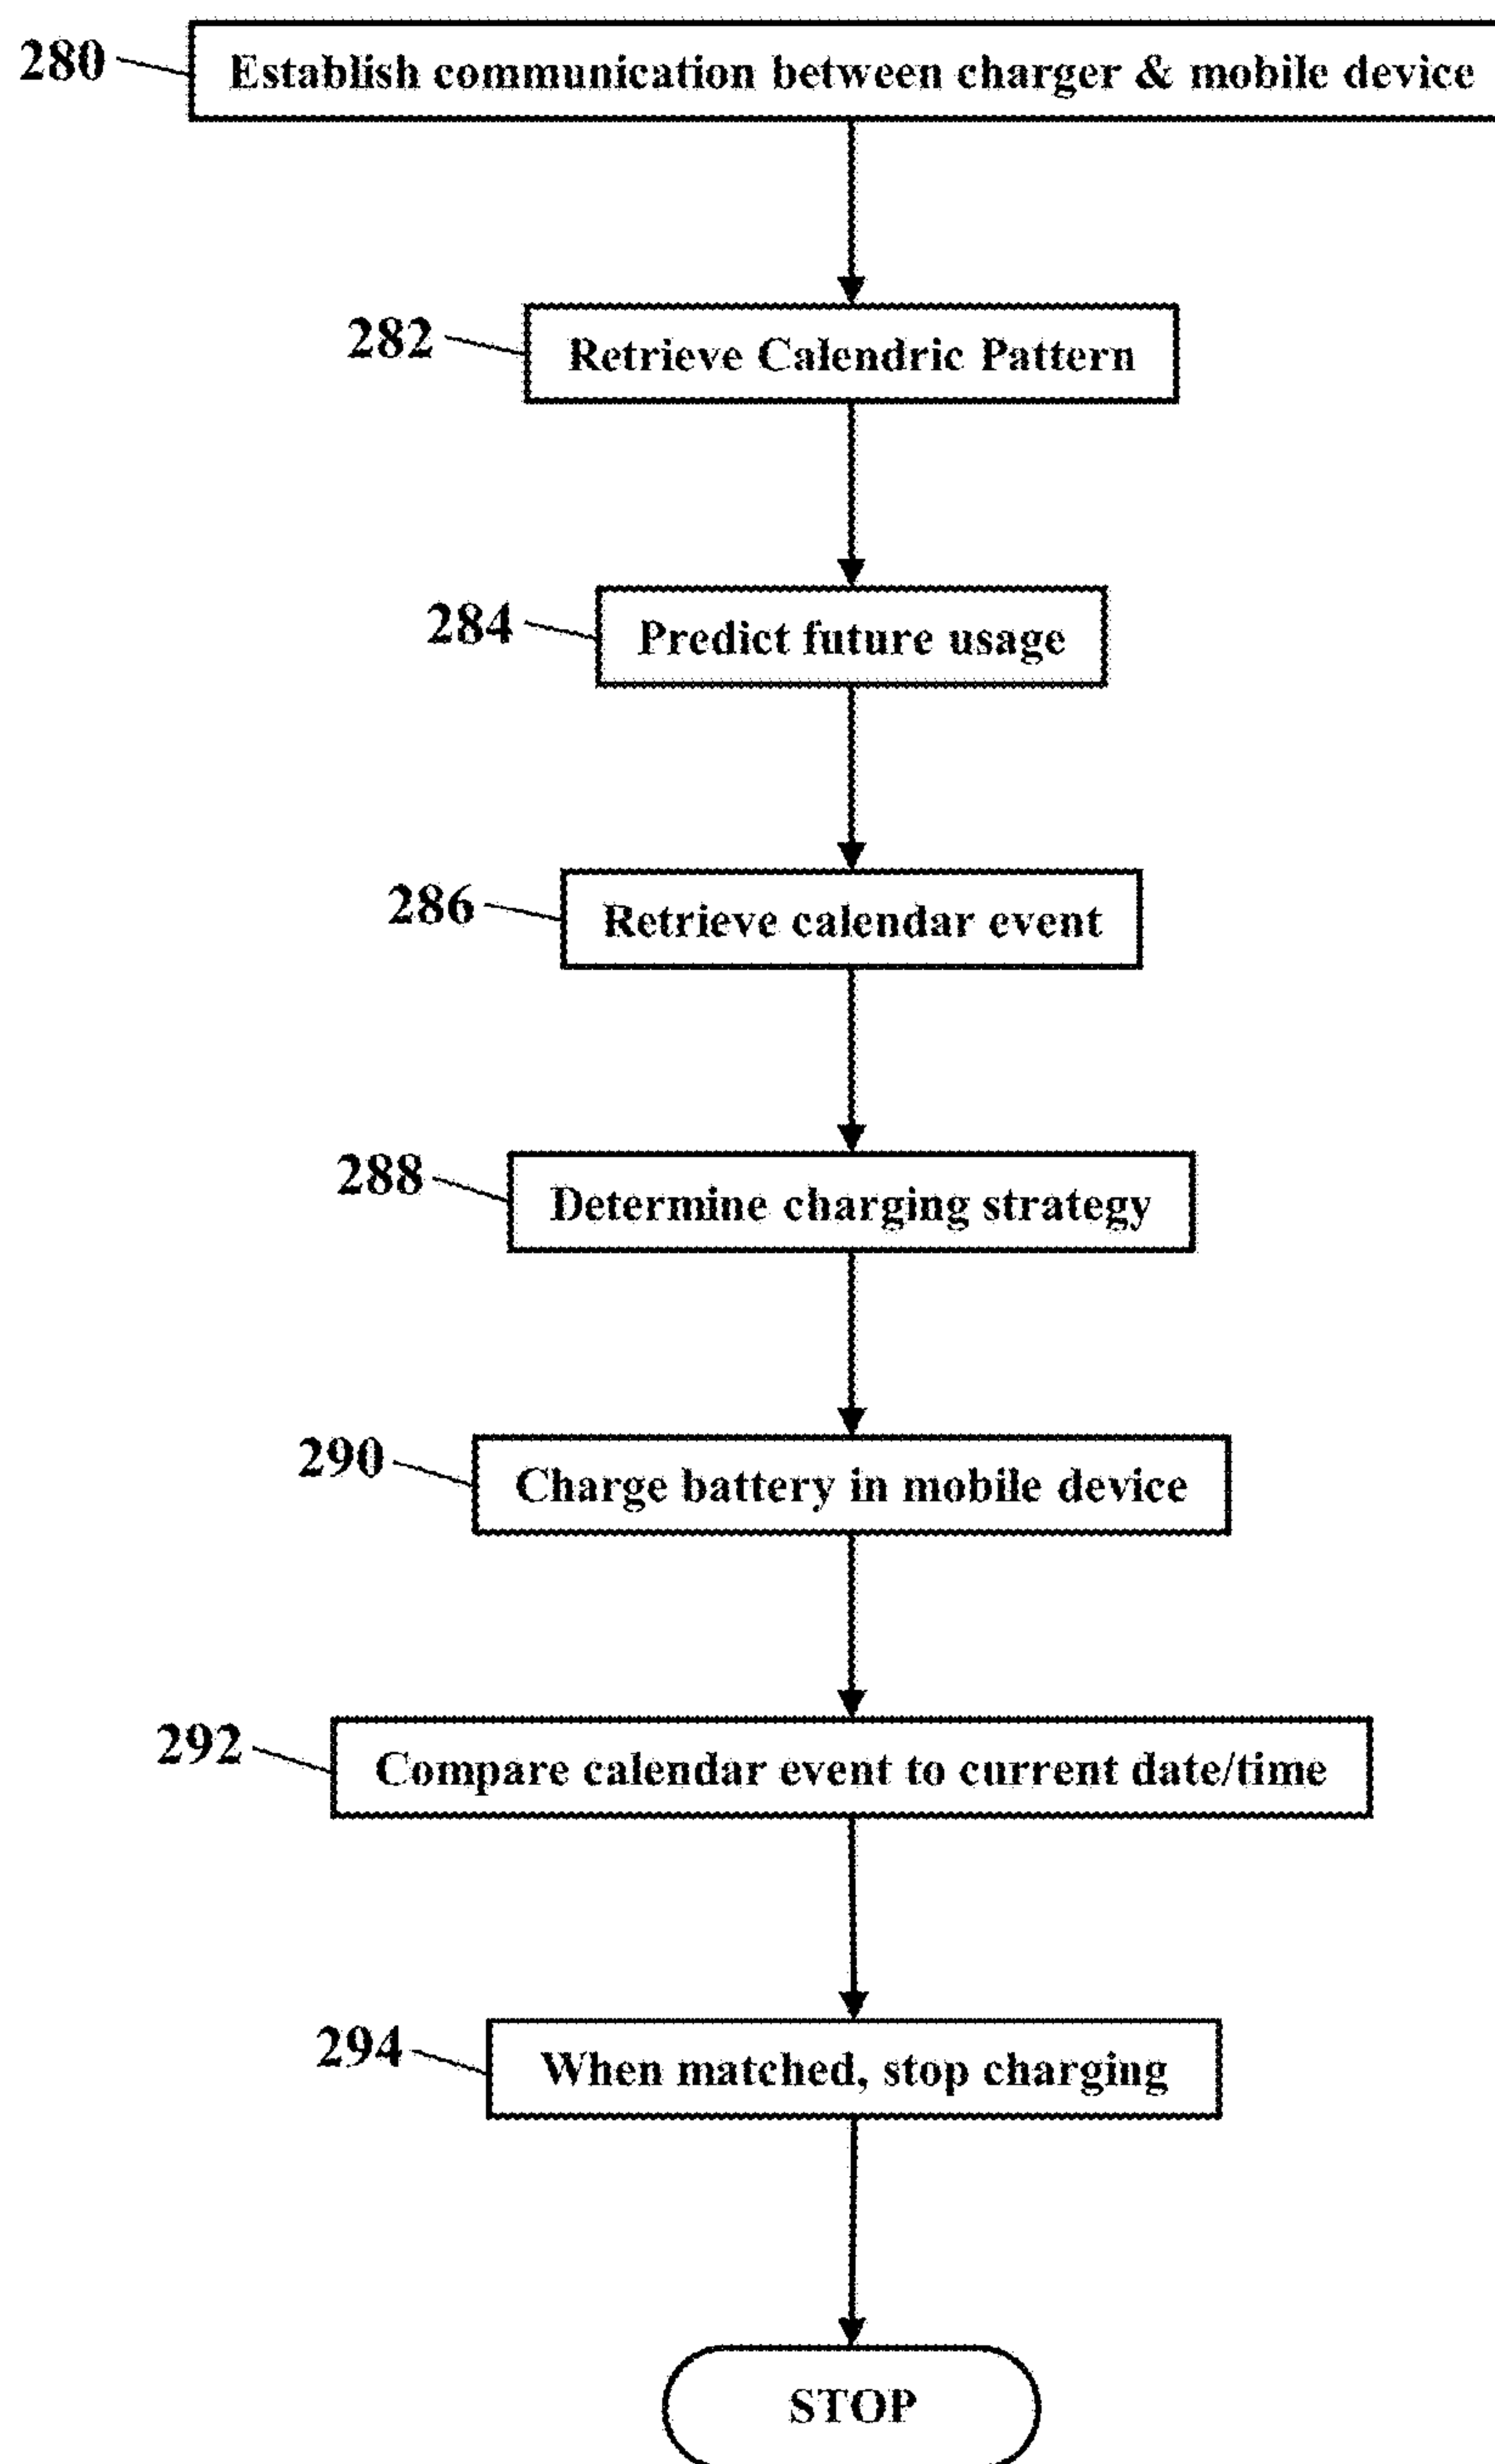 280 Establish communication between charger & mobile device
282 Retrieve Calendric Pattern
284 Predict future usage
286 Retrieve calendar event
288 Determine charging strategy
290 Charge battery in mobile device
292 Compare calendar event to current date/time
294 When matched, stop charging
STOP